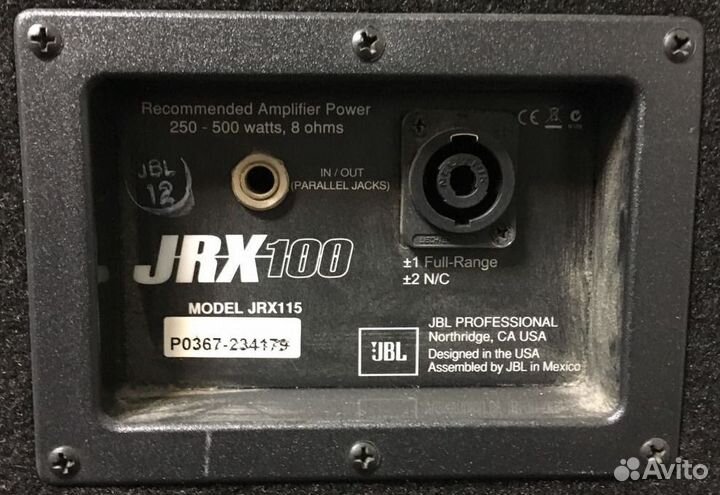 Recommended Amplifier Power
250 - 500 watts, 8 ohms
JBL
12
IN / OUT
(PARALLEL JACKS)
CE
JRX100
±1 Full-Range
±2 N/C
MODEL JRX115
P0367-234179
JBL
JBL PROFESSIONAL
Northridge, CA USA
Designed in the USA
Assembled by JBL in Mexico
Avito